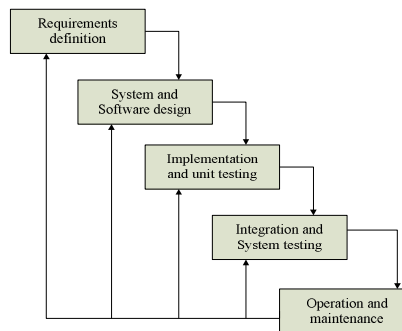 Requirements
definition
System and
Software design
Implementation
and unit testing
Integration and
System testing
Operation and
maintenance